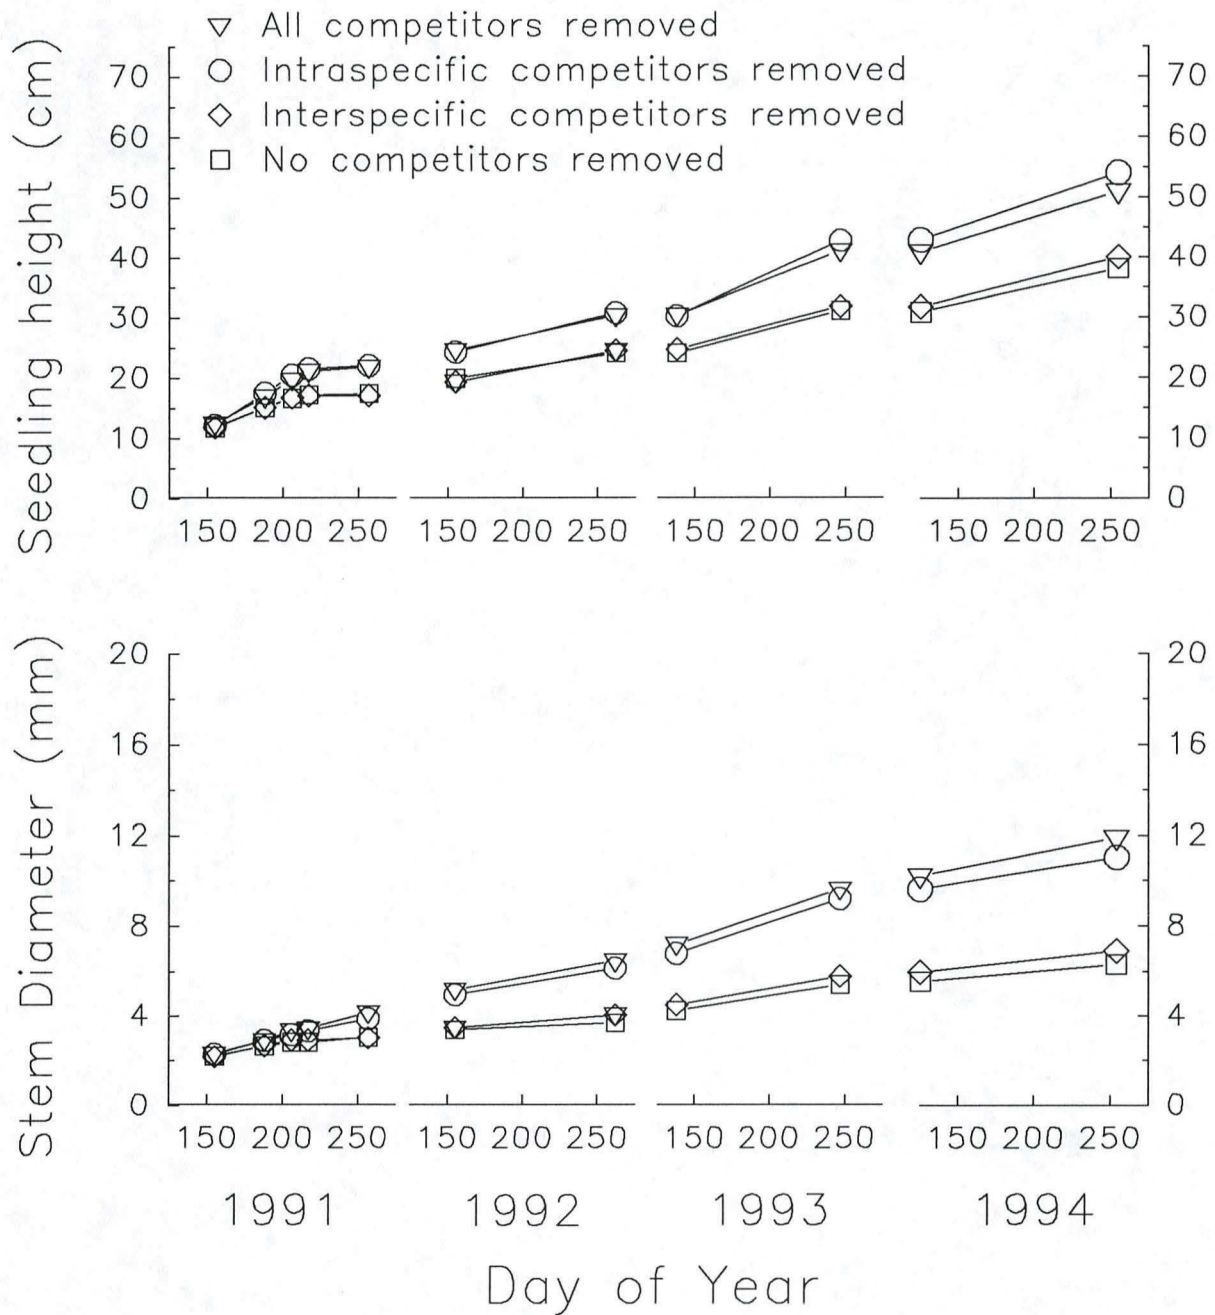 ▽ All competitors removed
○ Intraspecific competitors removed
◇ Interspecific competitors removed
□ No competitors removed
Seedling height (cm)
70 70
60 60
50 50
40 40
30 30
20 20
10 10
0 0
150 200 250 150 200 250 150 200 250 150 200 250
Stem Diameter (mm)
20 20
16 16
12 12
8 8
4 4
0 0
150 200 250 150 200 250 150 200 250 150 200 250
1991 1992 1993 1994
Day of Year